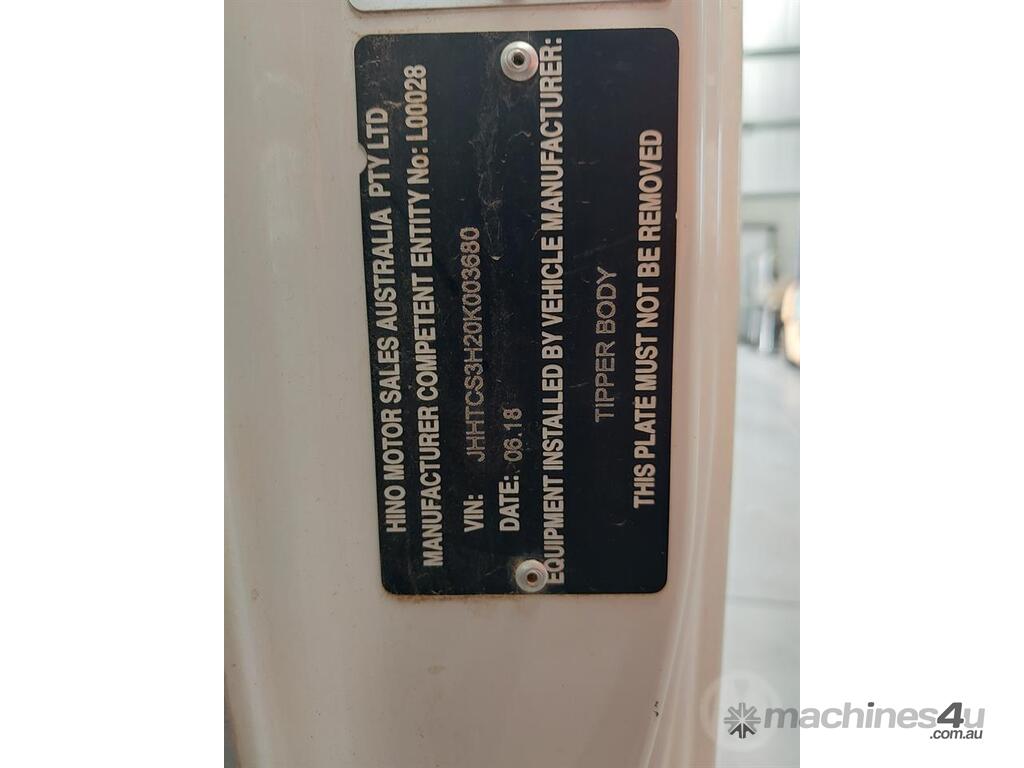 HINO MOTOR SALES AUSTRALIA PTY LTD
MANUFACTURER COMPETENT ENTITY No: L00028
VIN: JHHTCS3H20K003680
DATE: 06.18
EQUIPMENT INSTALLED BY VEHICLE MANUFACTURER:
TIPPER BODY
THIS PLATE MUST NOT BE REMOVED
machines4u
.com.au